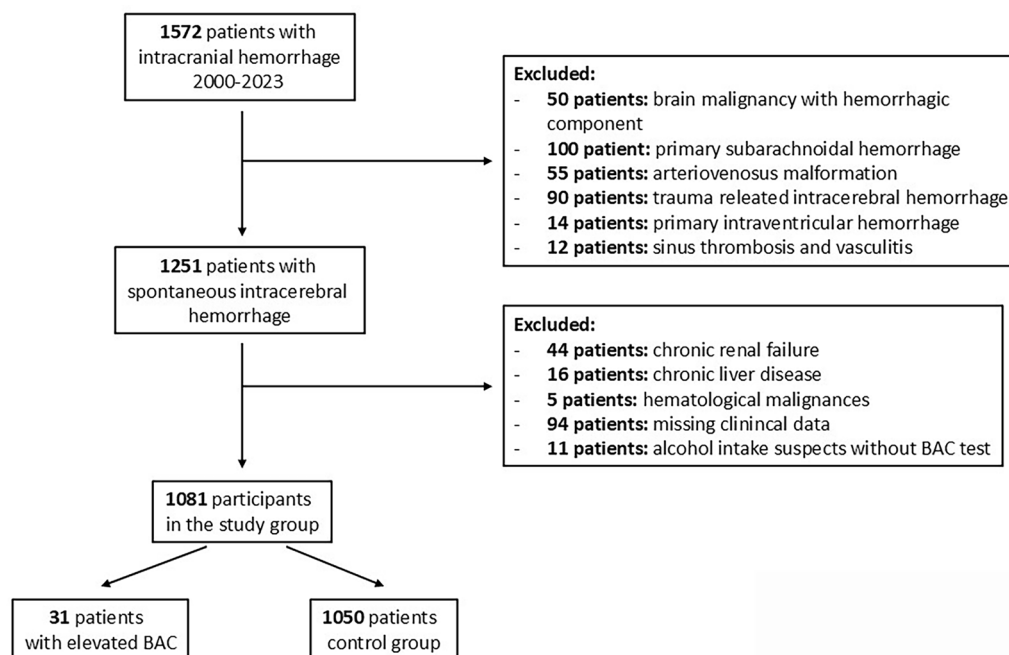 1572 patients with
intracranial hemorrhage
2000-2023
Excluded:
- 50 patients: brain malignancy with hemorrhagic
component
- 100 patient: primary subarachnoidal hemorrhage
- 55 patients: arteriovenosus malformation
- 90 patients: trauma releated intracerebral hemorrhage
- 14 patients: primary intraventricular hemorrhage
- 12 patients: sinus thrombosis and vasculitis
1251 patients with
spontaneous intracerebral
hemorrhage
Excluded:
- 44 patients: chronic renal failure
- 16 patients: chronic liver disease
- 5 patients: hematological malignances
- 94 patients: missing clinincal data
- 11 patients: alcohol intake suspects without BAC test
1081 participants
in the study group
31 patients
with elevated BAC
1050 patients
control group